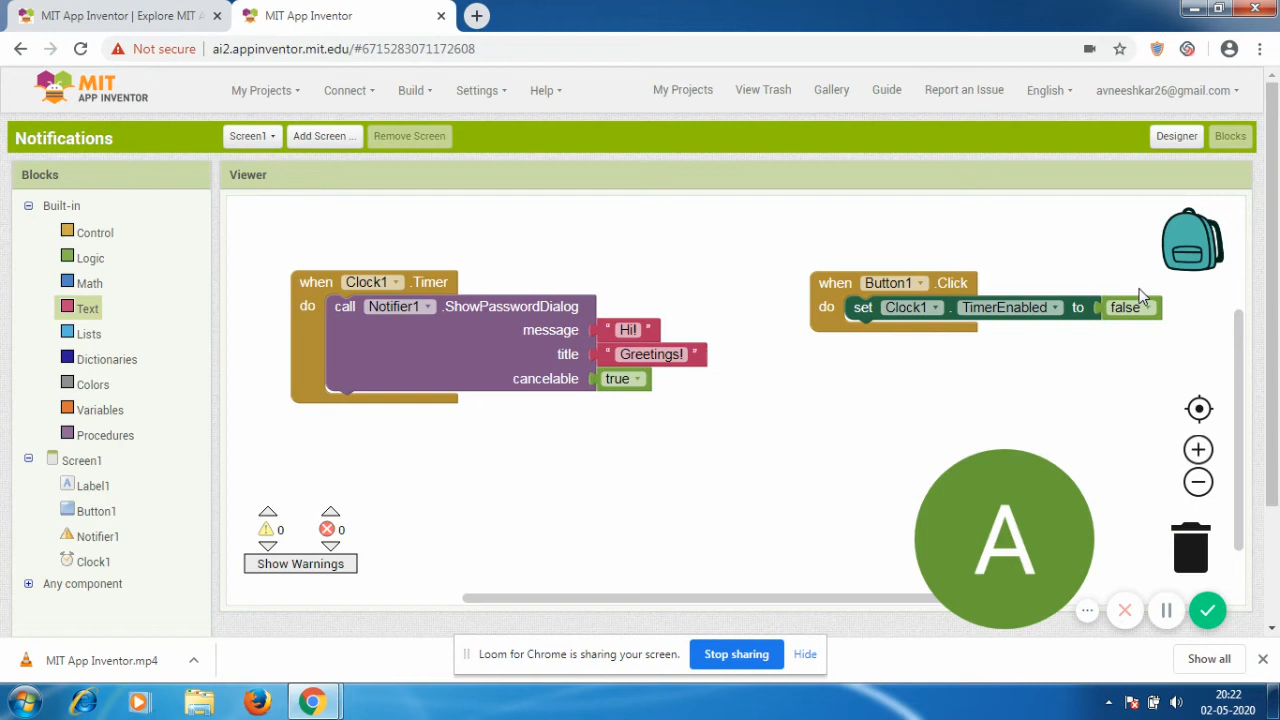 MIT App Inventor | Explore MIT A
MIT App Inventor
Not secure
ai2.appinventor.mit.edu/#6715283071172608
MIT
APP INVENTOR
My Projects
Connect
Build
Settings
Help
My Projects
View Trash
Gallery
Guide
Report an Issue
English
avneeshkar26@gmail.com
Notifications
Screen1
Add Screen ...
Remove Screen
Designer
Blocks
Blocks
Viewer
Built-in
Control
Logic
Math
Text
Lists
Dictionaries
Colors
Variables
Procedures
Screen1
Label1
Button1
Notifier1
Clock1
Any component
when Clock1 .Timer
do call Notifier1 .ShowPasswordDialog
message " Hi! "
title " Greetings! "
cancelable true
when Button1 .Click
do set Clock1 . TimerEnabled to false
0
0
Show Warnings
A
MIT App Inventor.mp4
Loom for Chrome is sharing your screen.
Stop sharing
Hide
Show all
20:22
02-05-2020